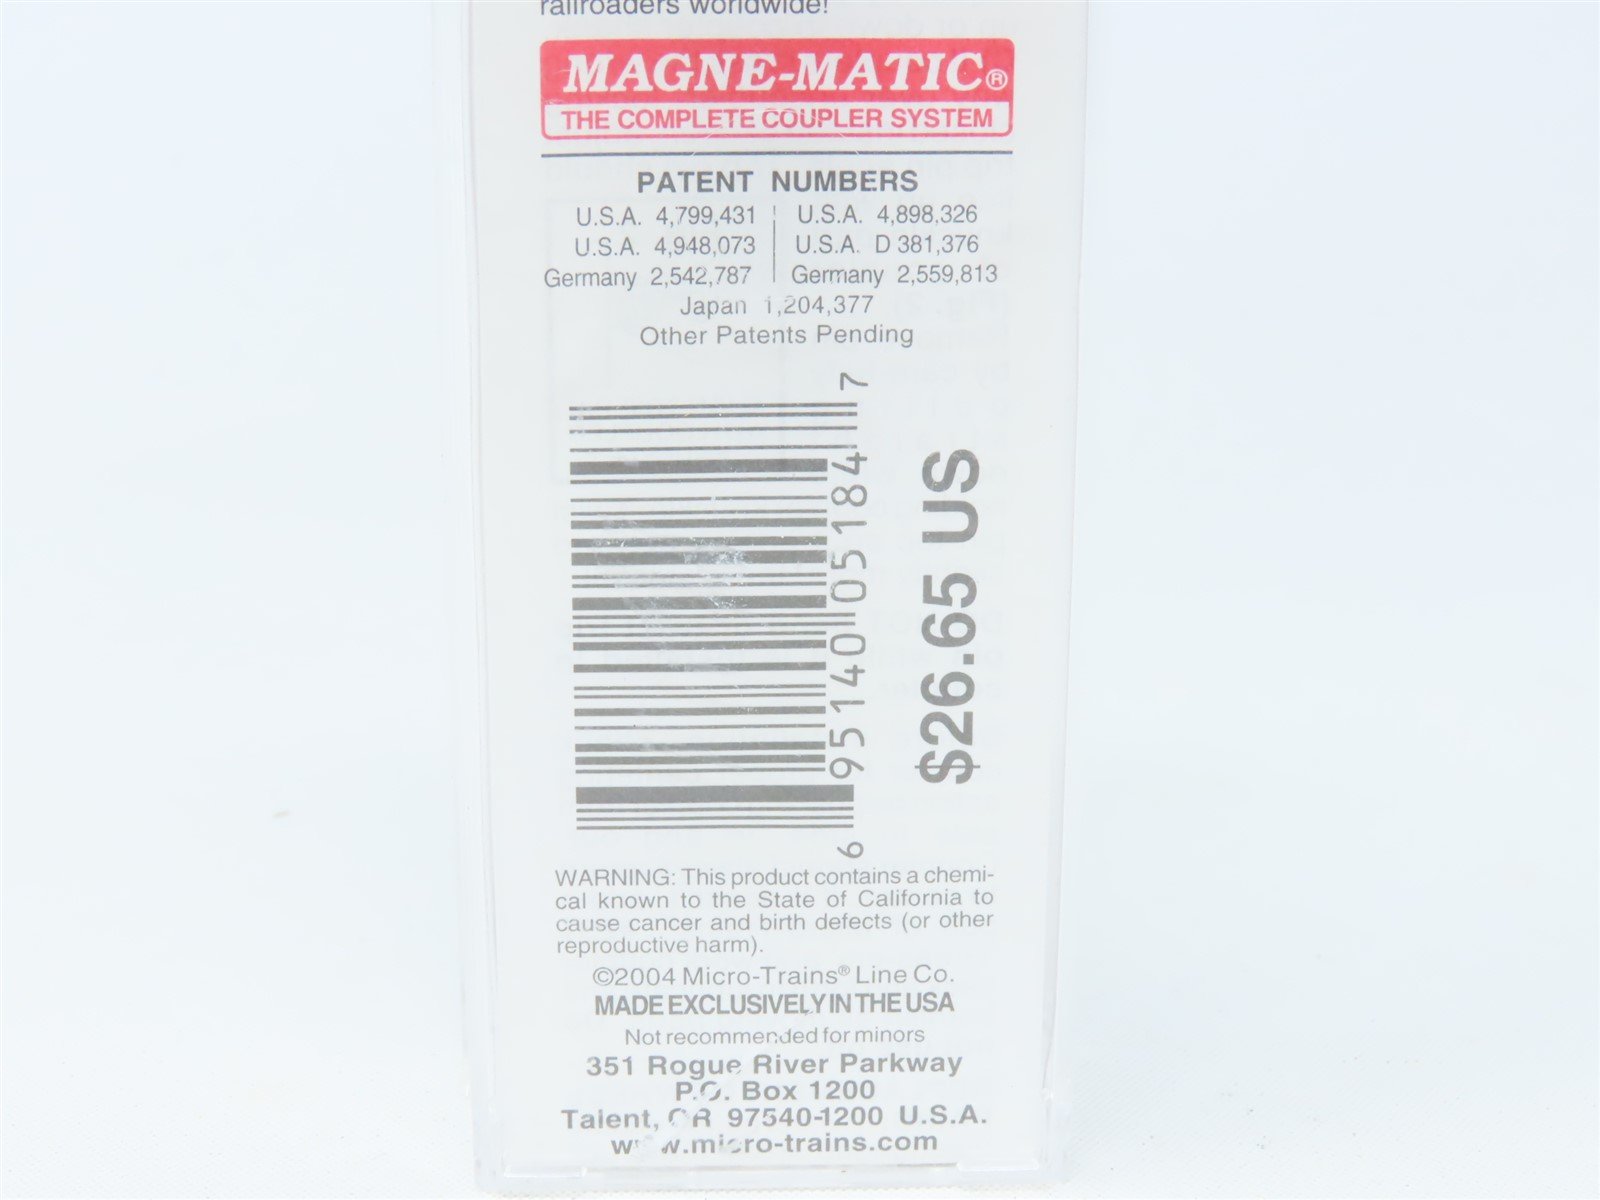 railroaders worldwide!
MAGNE-MATIC®
THE COMPLETE COUPLER SYSTEM
PATENT NUMBERS
U.S.A. 4,799,431 U.S.A. 4,898,326
U.S.A. 4,948,073 U.S.A. D 381,376
Germany 2,542,787 Germany 2,559,813
Japan 1,204,377
Other Patents Pending
6 95140 05184 7
$26.65 US
WARNING: This product contains a chemi-
cal known to the State of California to
cause cancer and birth defects (or other
reproductive harm).
©2004 Micro-Trains® Line Co.
MADE EXCLUSIVELY IN THE USA
Not recommended for minors
351 Rogue River Parkway
P.O. Box 1200
Talent, OR 97540-1200 U.S.A.
www.micro-trains.com